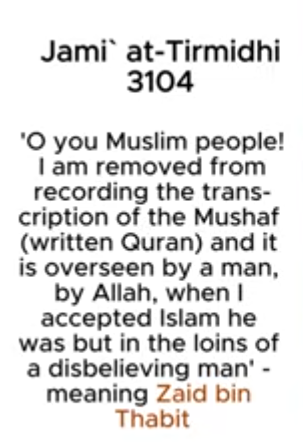 Jami` at-Tirmidhi
3104
'O you Muslim people!
I am removed from
recording the trans-
cription of the Mushaf
(written Quran) and it
is overseen by a man,
by Allah, when I
accepted Islam he
was but in the loins of
a disbelieving man' -
meaning Zaid bin
Thabit